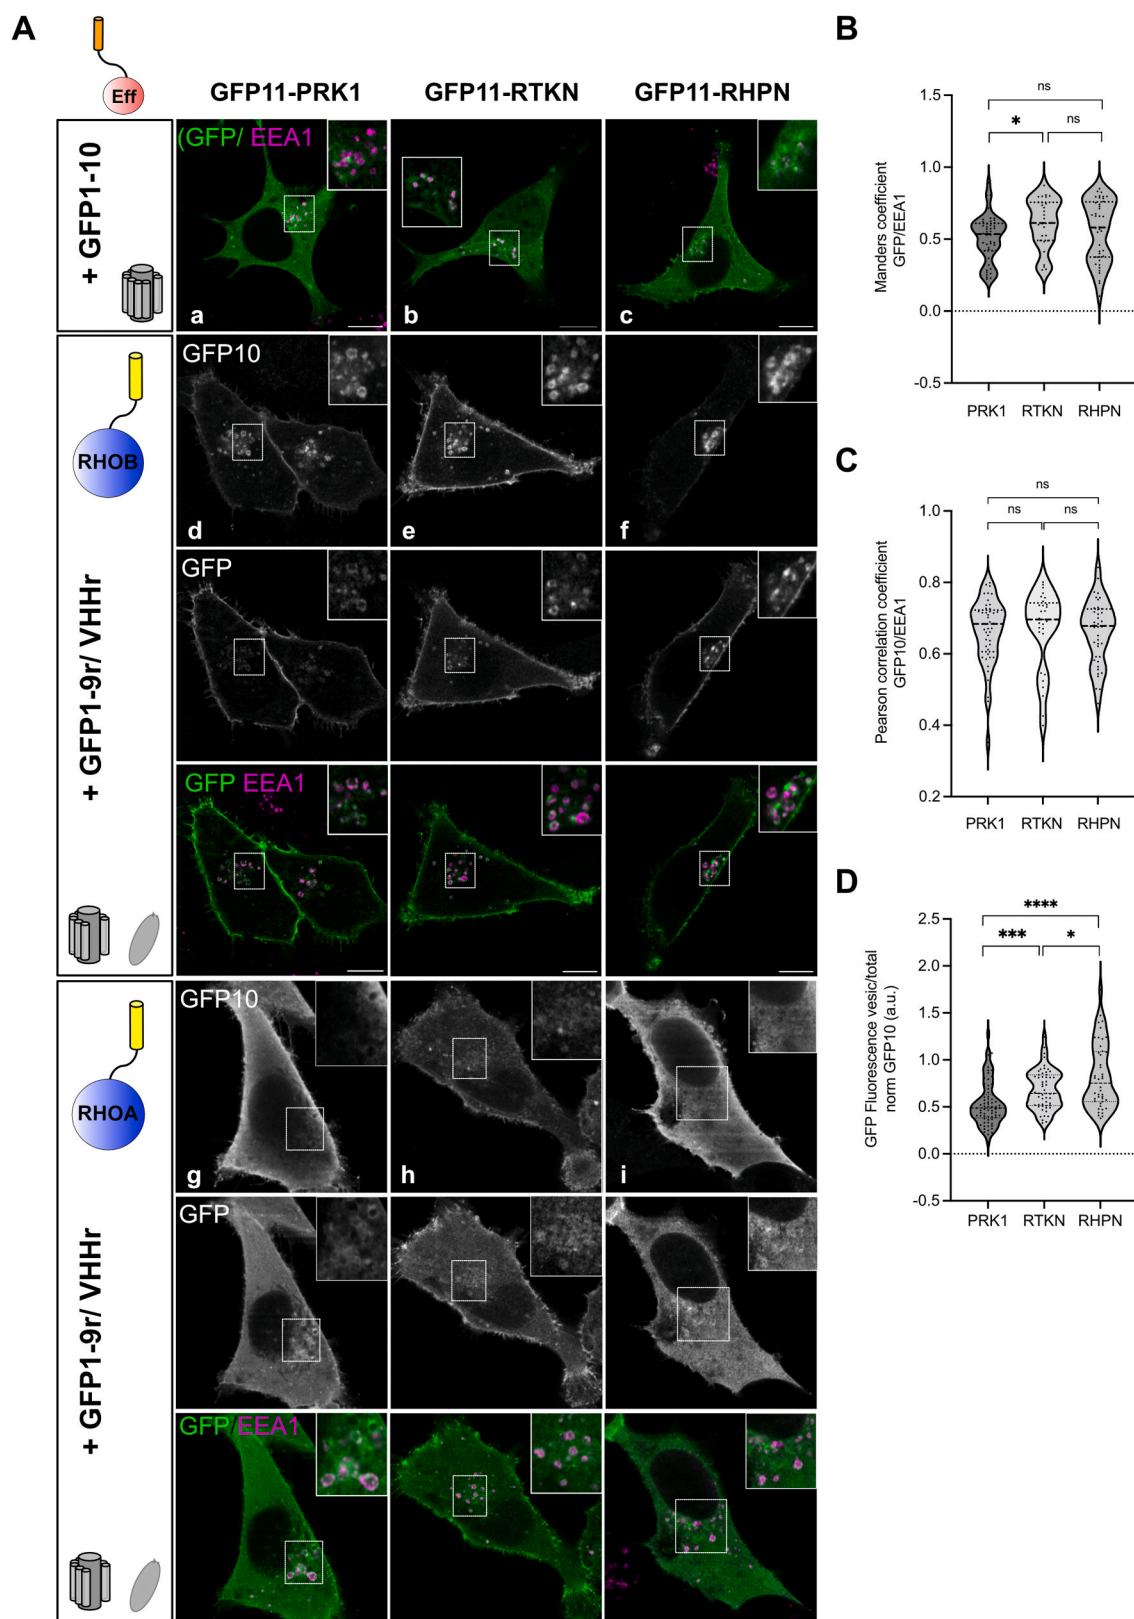 A
Eff
GFP11-PRK1
GFP11-RTKN
GFP11-RHPN
+ GFP1-10
(GFP/ EEA1
a
b
c
RHOB
+ GFP1-9r/ VHHr
GFP10
d
e
f
GFP
GFP EEA1
RHOA
+ GFP1-9r/ VHHr
GFP10
g
h
i
GFP
GFP/EEA1
B
Manders coefficient
GFP/EEA1
1.5
1.0
0.5
0.0
-0.5
ns
*
ns
PRK1 RTKN RHPN
C
Pearson correlation coefficient
GFP10/EEA1
1.0
0.8
0.6
0.4
0.2
ns
ns
ns
PRK1 RTKN RHPN
D
GFP Fluorescence vesic/total
norm GFP10 (a.u.)
2.5
2.0
1.5
1.0
0.5
0.0
-0.5
****
***
*
PRK1 RTKN RHPN